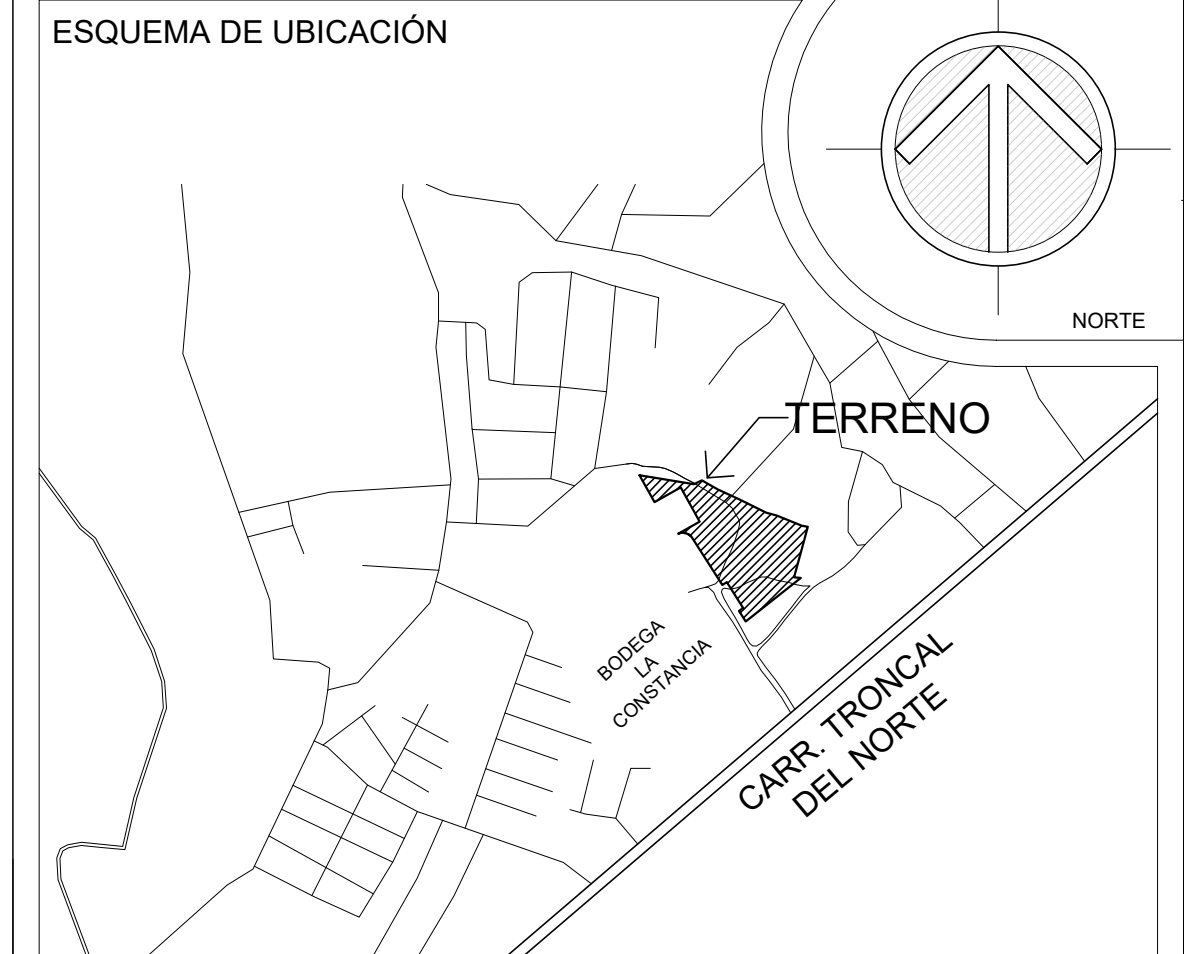 ESQUEMA DE UBICACIÓN
NORTE
TERRENO
BODEGA
LA
CONSTANCIA
CARR. TRONCAL
DEL NORTE